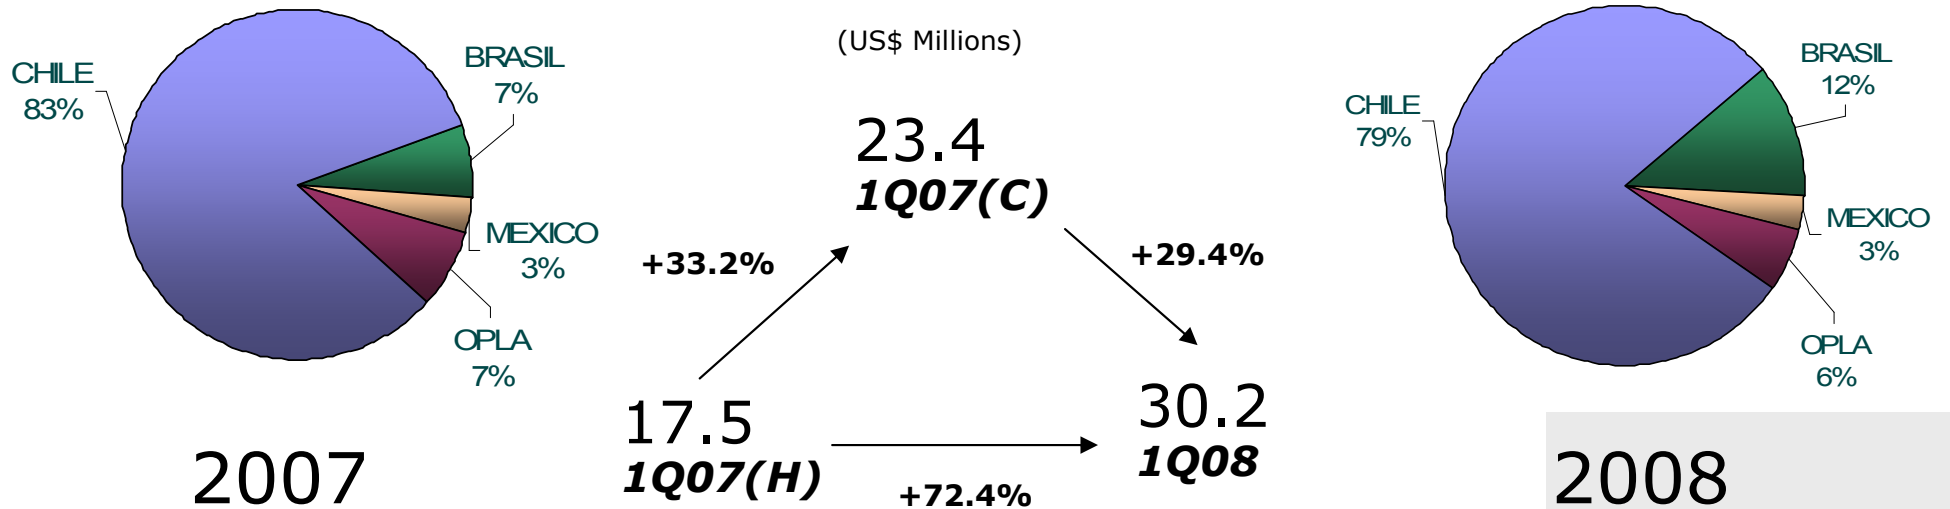 CHILE
83%
BRASIL
7%
MEXICO
3%
OPLA
7%
2007
(US$ Millions)
23.4
1Q07(C)
+33.2%
+29.4%
17.5
1Q07(H)
+72.4%
30.2
1Q08
CHILE
79%
BRASIL
12%
MEXICO
3%
OPLA
6%
2008